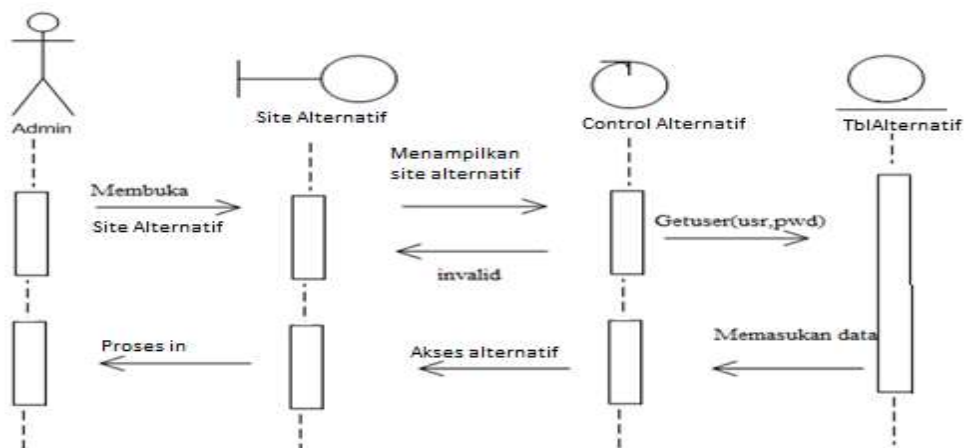 Admin
Site Alternatif
Control Alternatif
TblAlternatif
Membuka
Site Alternatif
Menampilkan
site alternatif
Getuser(usr,pwd)
invalid
Memasukan data
Akses alternatif
Proses in